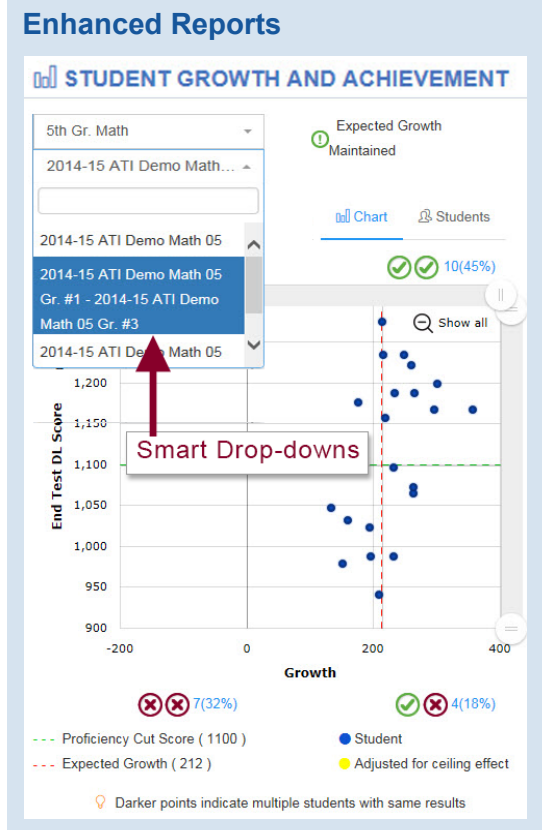 Enhanced Reports
STUDENT GROWTH AND ACHIEVEMENT
5th Gr. Math
Expected Growth
Maintained
2014-15 ATI Demo Math...
Chart
Students
2014-15 ATI Demo Math 05
10(45%)
2014-15 ATI Demo Math 05
Gr. #1 - 2014-15 ATI Demo
Math 05 Gr. #3
Show all
2014-15 ATI Demo Math 05
1,200
1,150
Smart Drop-downs
1,100
1,050
1,000
950
900
End Test DL Score
-200 0 200 400
Growth
7(32%)
4(18%)
--- Proficiency Cut Score ( 1100 )
Student
--- Expected Growth ( 212 )
Adjusted for ceiling effect
Darker points indicate multiple students with same results